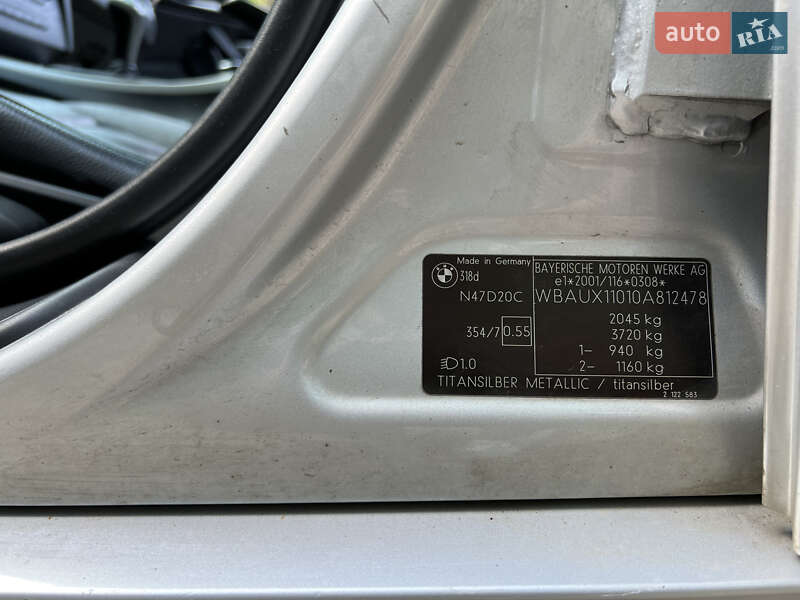 auto RIA .com
BMW
Made in Germany
318d
N47D20C
354/7 0.55
1.0
BAYERISCHE MOTOREN WERKE AG
e1*2001/116*0308*
WBAUX11010A812478
2045 kg
3720 kg
1- 940 kg
2- 1160 kg
TITANSILBER METALLIC / titansilber
2 122 583